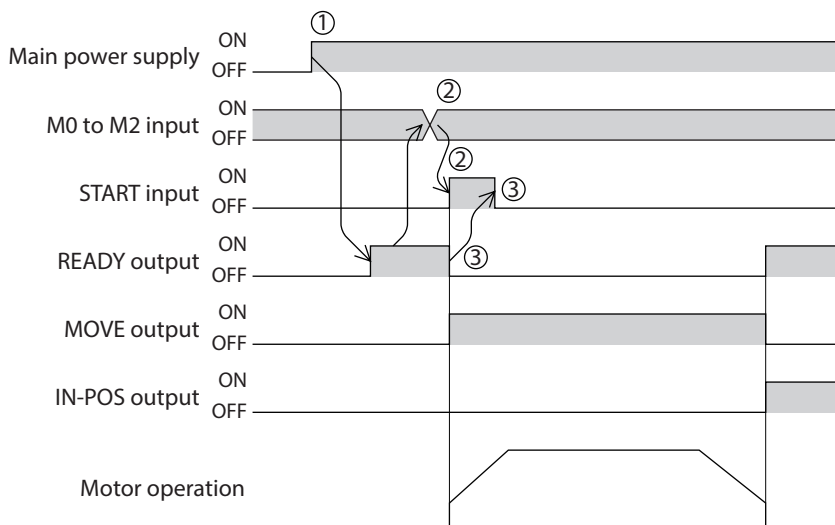 ①
Main power supply ON
OFF
②
M0 to M2 input ON
OFF
②
START input ON
OFF
③
READY output ON
OFF
③
MOVE output ON
OFF
IN-POS output ON
OFF
Motor operation